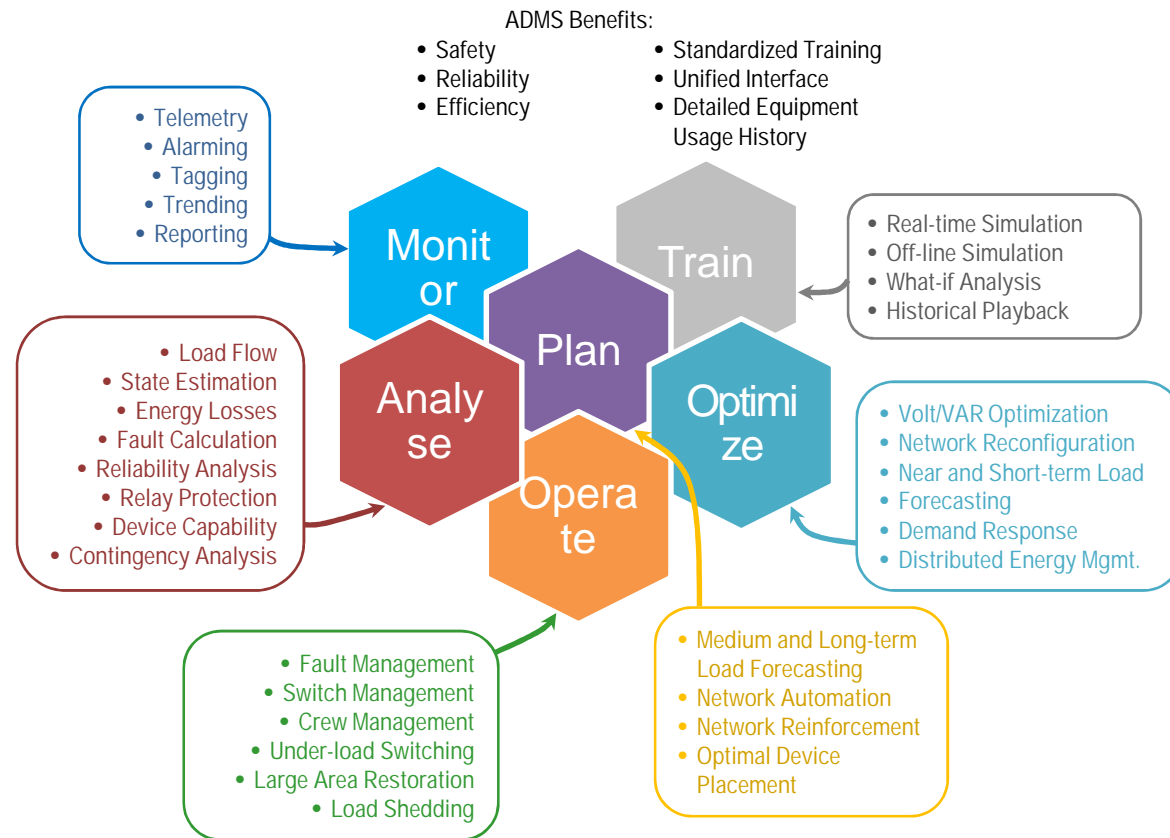 ADMS Benefits:
• Safety
• Reliability
• Efficiency
• Standardized Training
• Unified Interface
• Detailed Equipment
Usage History
• Telemetry
• Alarming
• Tagging
• Trending
• Reporting
Monit
or
Train
• Real-time Simulation
• Off-line Simulation
• What-if Analysis
• Historical Playback
Plan
• Load Flow
• State Estimation
• Energy Losses
• Fault Calculation
• Reliability Analysis
• Relay Protection
• Device Capability
• Contingency Analysis
Analy
se
Optimi
ze
• Volt/VAR Optimization
• Network Reconfiguration
• Near and Short-term Load
• Forecasting
• Demand Response
• Distributed Energy Mgmt.
Opera
te
• Fault Management
• Switch Management
• Crew Management
• Under-load Switching
• Large Area Restoration
• Load Shedding
• Medium and Long-term
Load Forecasting
• Network Automation
• Network Reinforcement
• Optimal Device
Placement